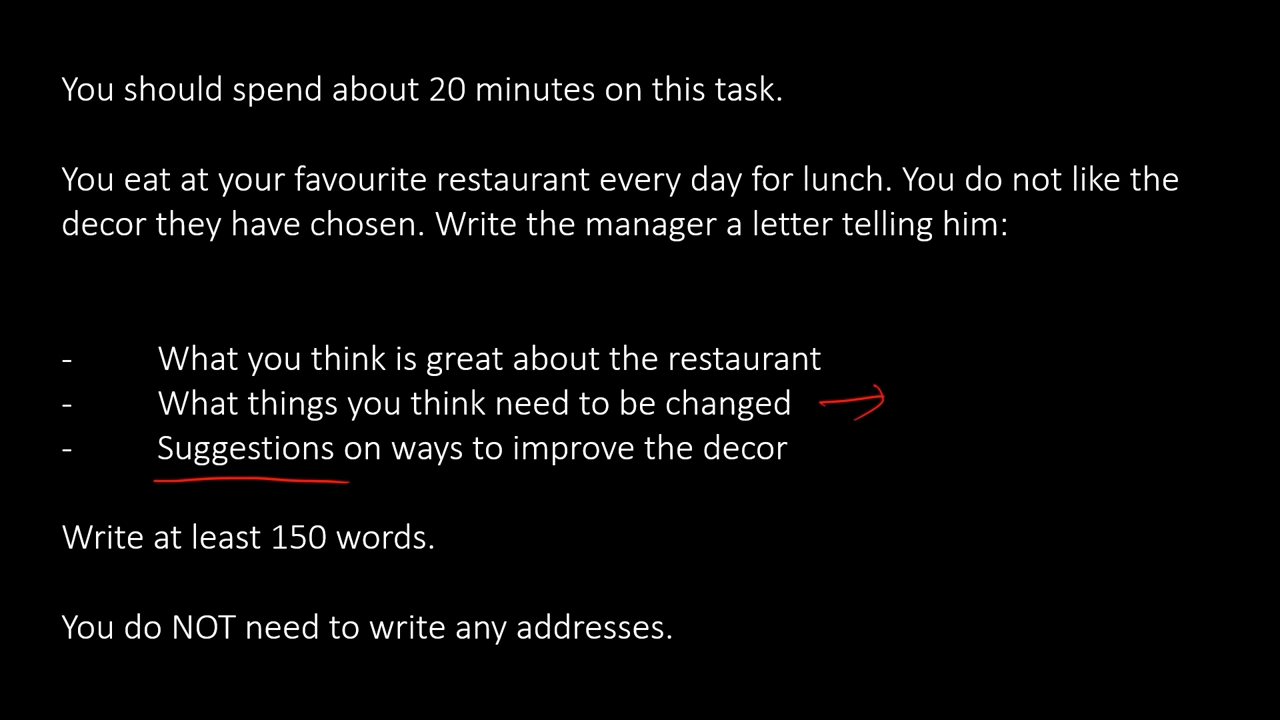 You should spend about 20 minutes on this task.
You eat at your favourite restaurant every day for lunch. You do not like the
decor they have chosen. Write the manager a letter telling him:
- What you think is great about the restaurant
- What things you think need to be changed
- Suggestions on ways to improve the decor
Write at least 150 words.
You do NOT need to write any addresses.